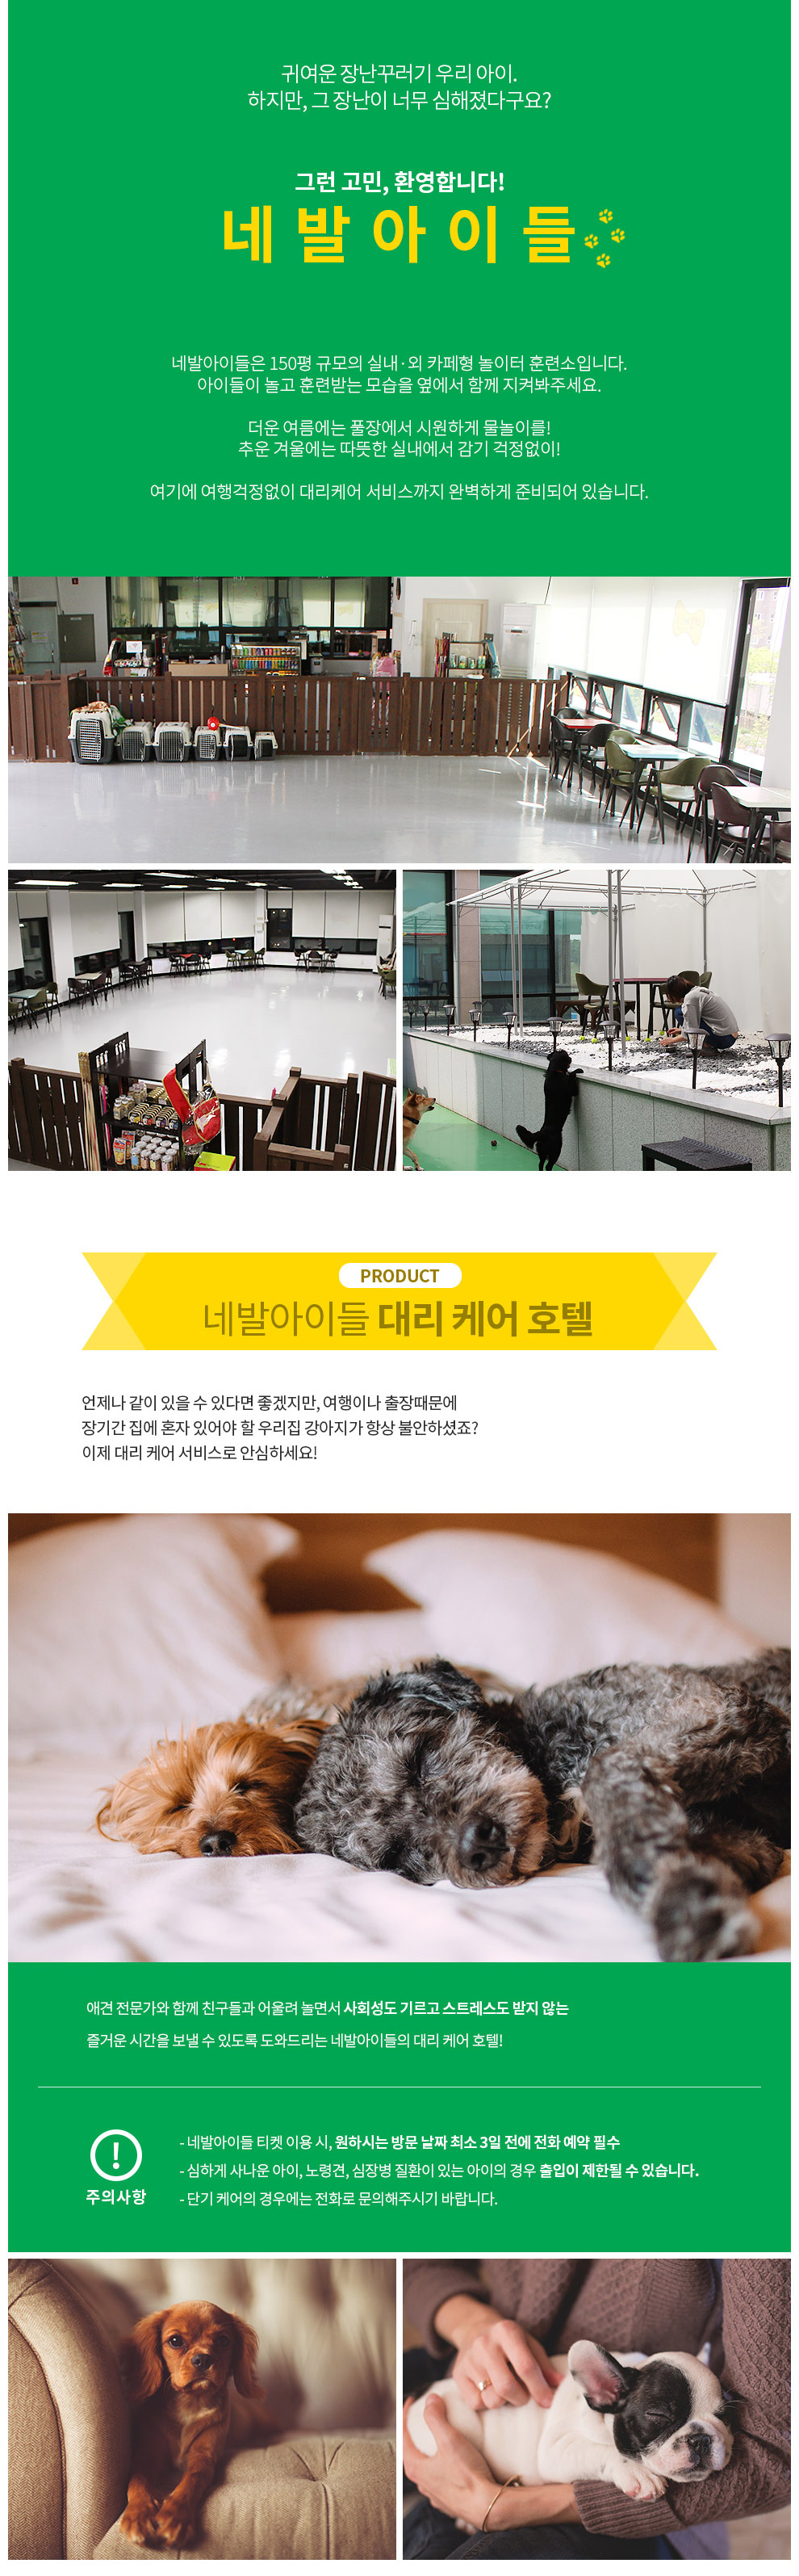 귀여운 장난꾸러기 우리 아이.
하지만, 그 장난이 너무 심해졌다구요?
그런 고민, 환영합니다!
네발아이들
네발아이들은 150평 규모의 실내·외 카페형 놀이터 훈련소입니다.
아이들이 놀고 훈련받는 모습을 옆에서 함께 지켜봐주세요.
더운 여름에는 풀장에서 시원하게 물놀이를!
추운 겨울에는 따뜻한 실내에서 감기 걱정없이!
여기에 여행걱정없이 대리케어 서비스까지 완벽하게 준비되어 있습니다.
PRODUCT
네발아이들 대리 케어 호텔
언제나 같이 있을 수 있다면 좋겠지만, 여행이나 출장때문에
장기간 집에 혼자 있어야 할 우리집 강아지가 항상 불안하셨죠?
이제 대리 케어 서비스로 안심하세요!
애견 전문가와 함께 친구들과 어울려 놀면서 사회성도 기르고 스트레스도 받지 않는
즐거운 시간을 보낼 수 있도록 도와드리는 네발아이들의 대리 케어 호텔!
주의사항
- 네발아이들 티켓 이용 시, 원하시는 방문 날짜 최소 3일 전에 전화 예약 필수
- 심하게 사나운 아이, 노령견, 심장병 질환이 있는 아이의 경우 출입이 제한될 수 있습니다.
- 단기 케어의 경우에는 전화로 문의해주시기 바랍니다.